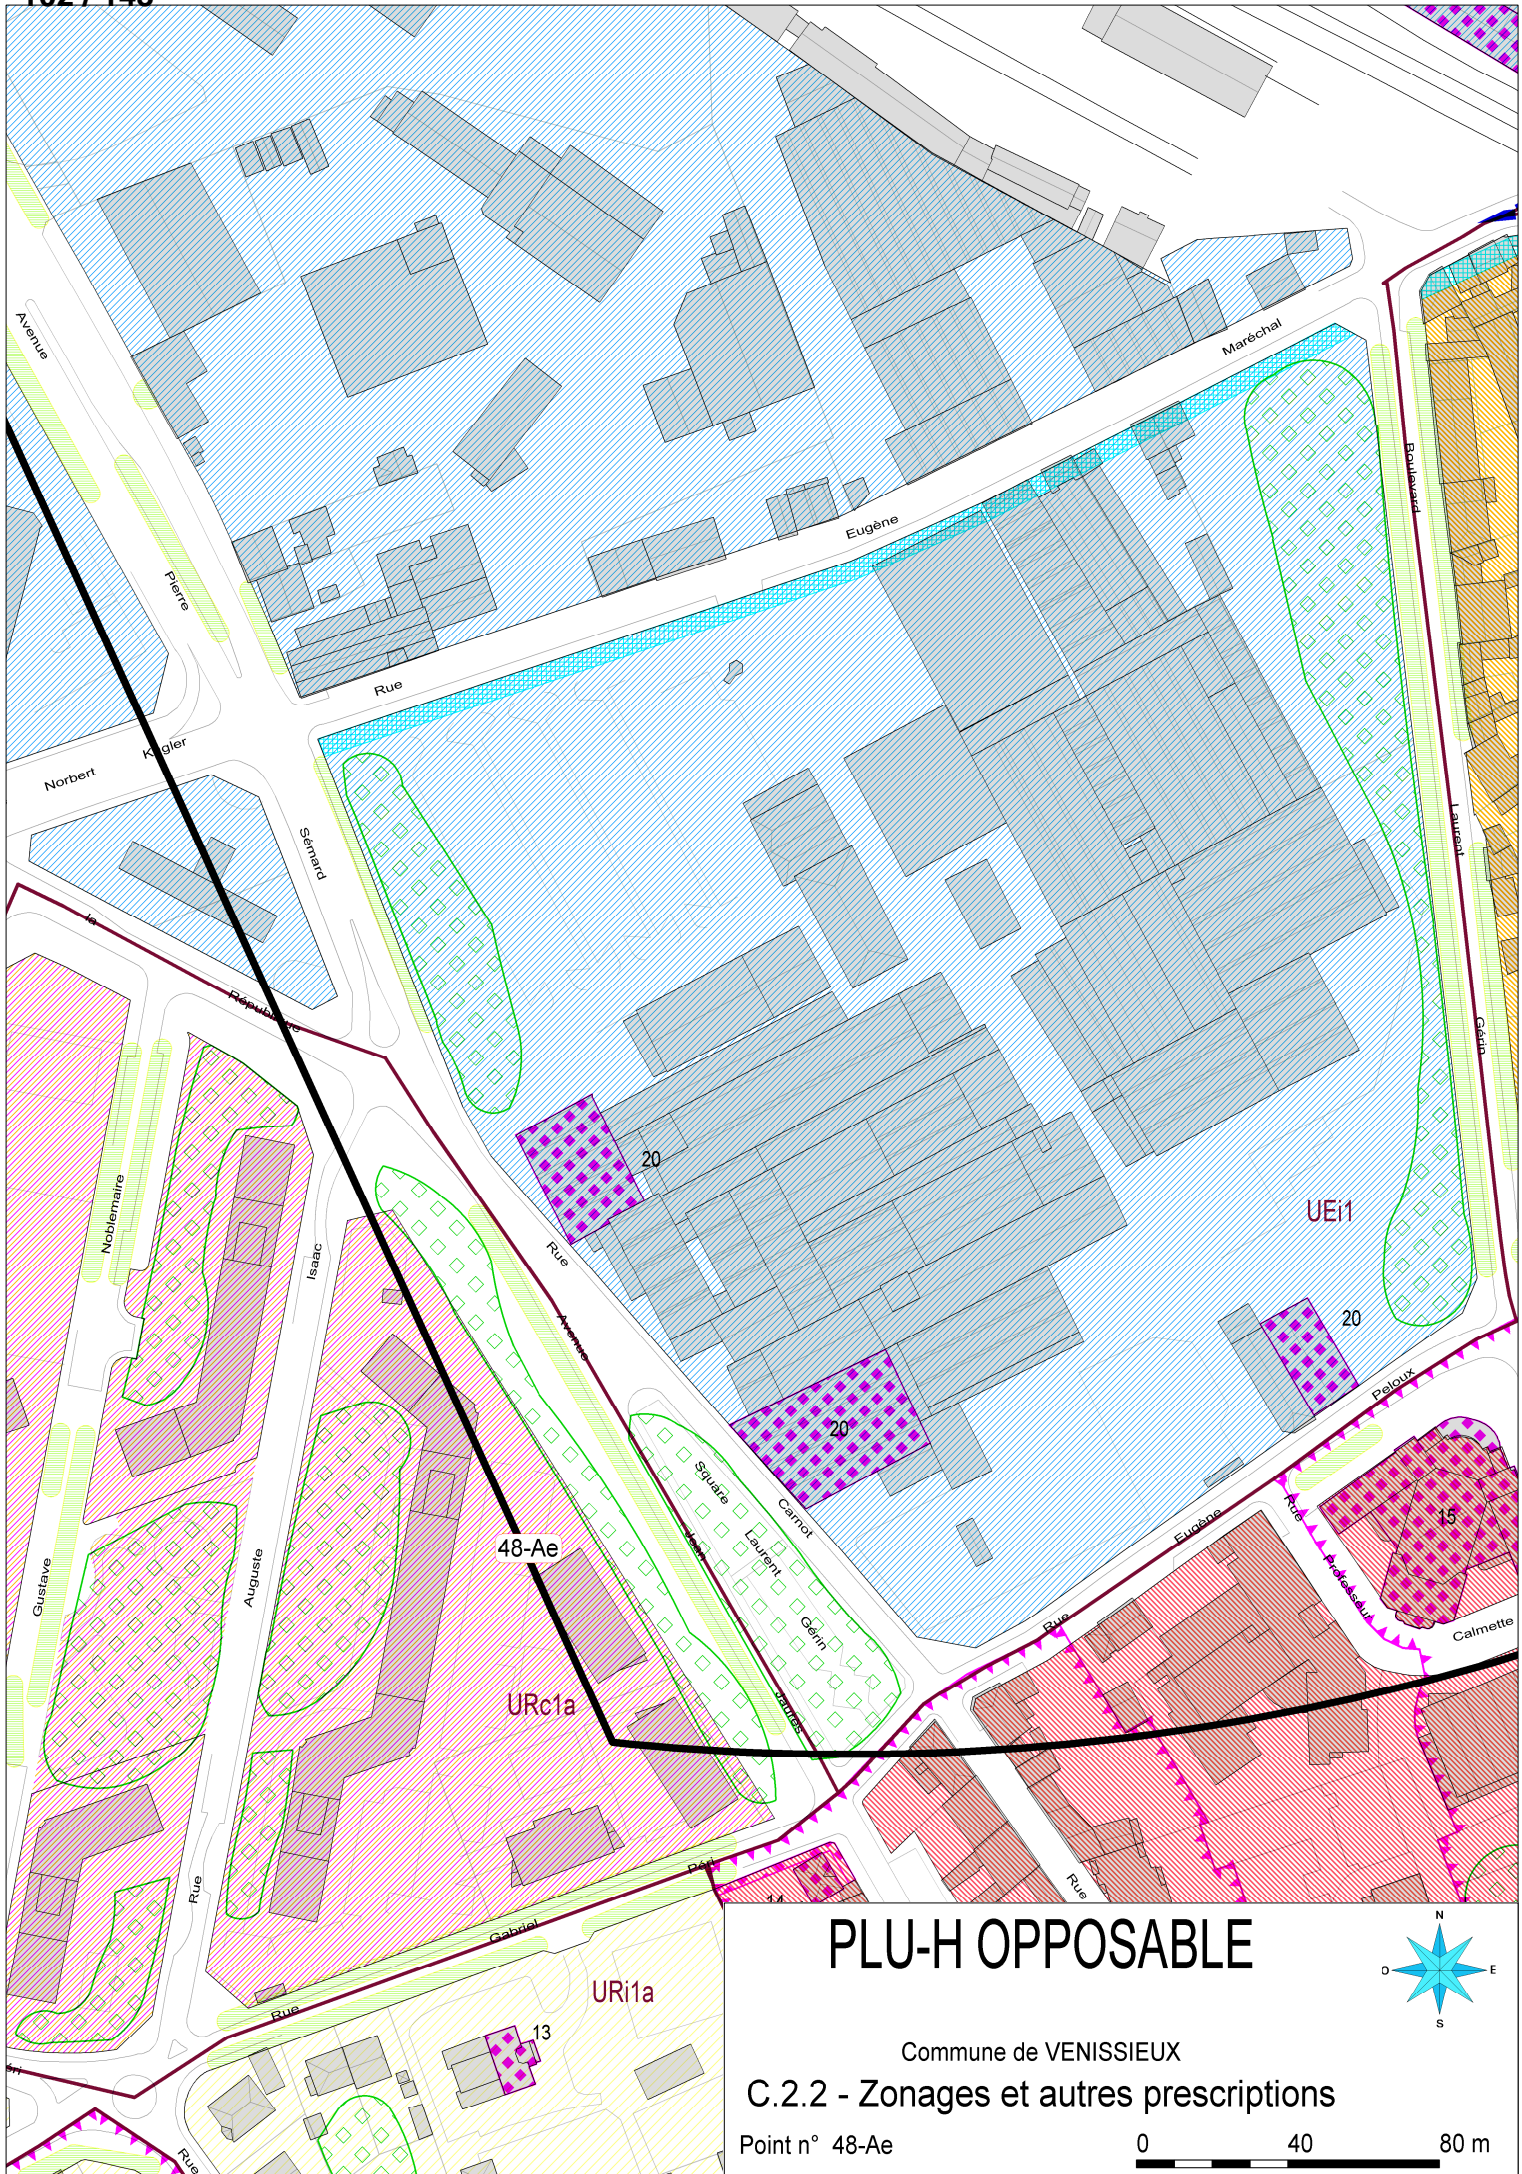 Maréchal
Eugène
Rue
Avenue
Pierre
Sémard
Norbert
la
République
Boulevard
Laurent
Gérin
Noblemaire
Gustave
Isaac
Auguste
Rue
Rue
Carnot
Avenue
Jean
Jaurès
Square
Laurent
Gérin
20
20
20
UEi1
Peloux
Eugène
Rue
Rue
Professeur
Calmette
15
48-Ae
URc1a
Péri
Gabriel
Rue
URi1a
13
Rue
Rue
PLU-H OPPOSABLE
N
O
E
S
Commune de VENISSIEUX
C.2.2 - Zonages et autres prescriptions
Point n° 48-Ae
0 40 80 m